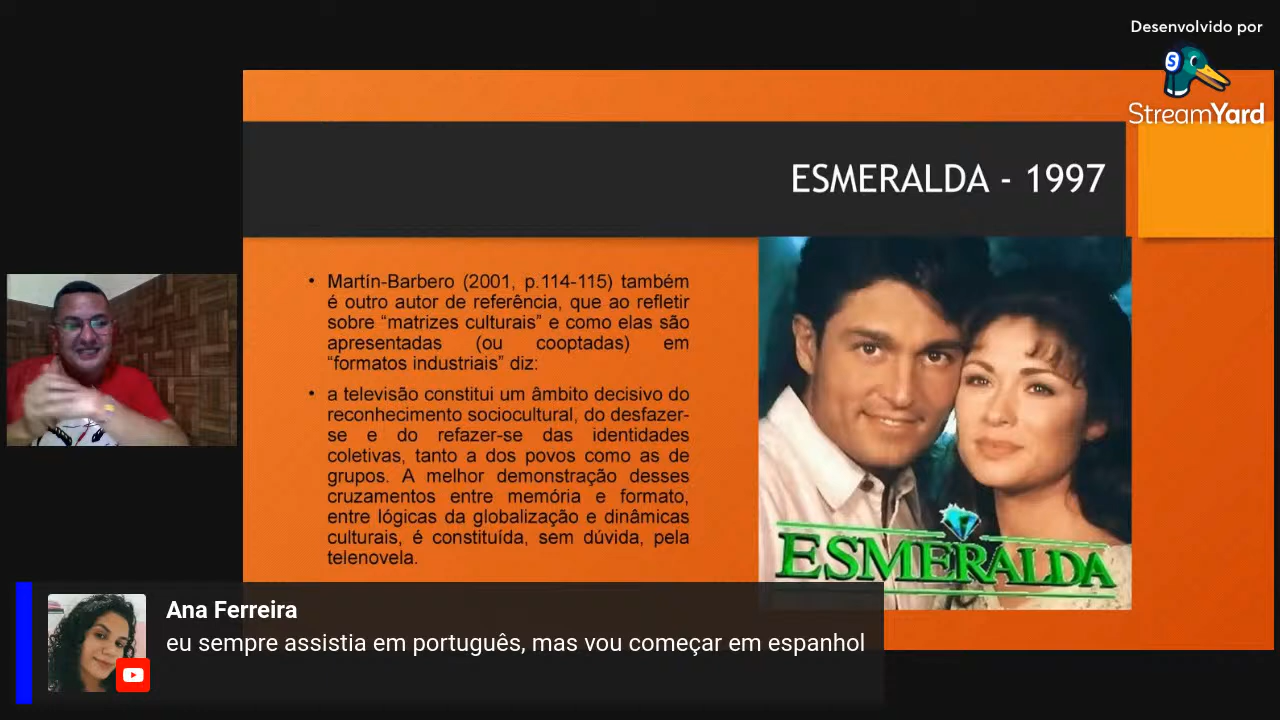 Desenvolvido por
StreamYard
ESMERALDA - 1997
• Martín-Barbero (2001, p.114-115) também
é outro autor de referência, que ao refletir
sobre “matrizes culturais” e como elas são
apresentadas (ou cooptadas) em
“formatos industriais” diz:
• a televisão constitui um âmbito decisivo do
reconhecimento sociocultural, do desfazer-
se e do refazer-se das identidades
coletivas, tanto a dos povos como as de
grupos. A melhor demonstração desses
cruzamentos entre memória e formato,
entre lógicas da globalização e dinâmicas
culturais, é constituída, sem dúvida, pela
telenovela.
ESMERALDA
Ana Ferreira
eu sempre assistia em português, mas vou começar em espanhol